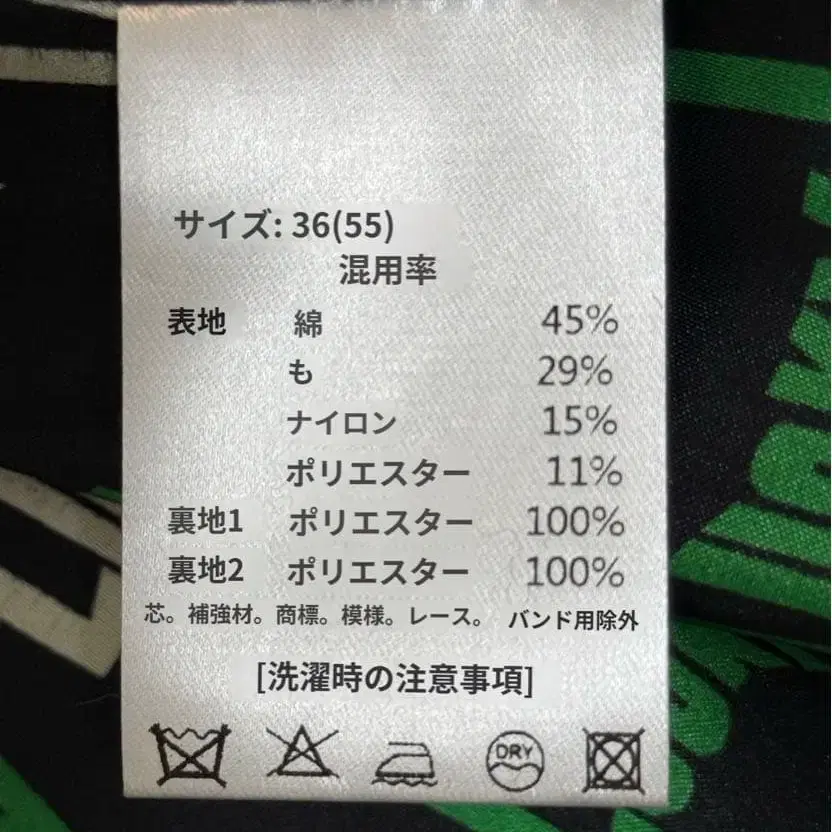 サイズ: 36(55)
混用率
表地 綿 45%
も 29%
ナイロン 15%
ポリエスター 11%
裏地1 ポリエスター 100%
裏地2 ポリエスター 100%
芯。補強材。商標。模様。レース。 バンド用除外
[洗濯時の注意事項]
DRY